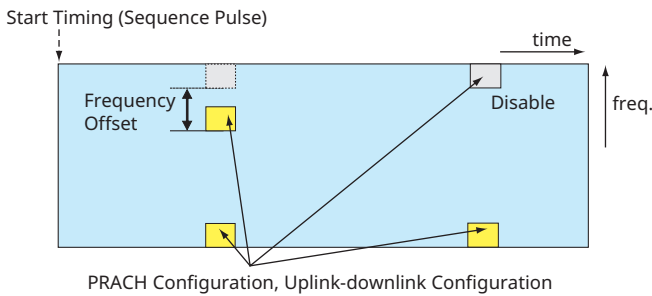 Start Timing (Sequence Pulse)
time
Frequency
Offset
Disable
freq.
PRACH Configuration, Uplink-downlink Configuration